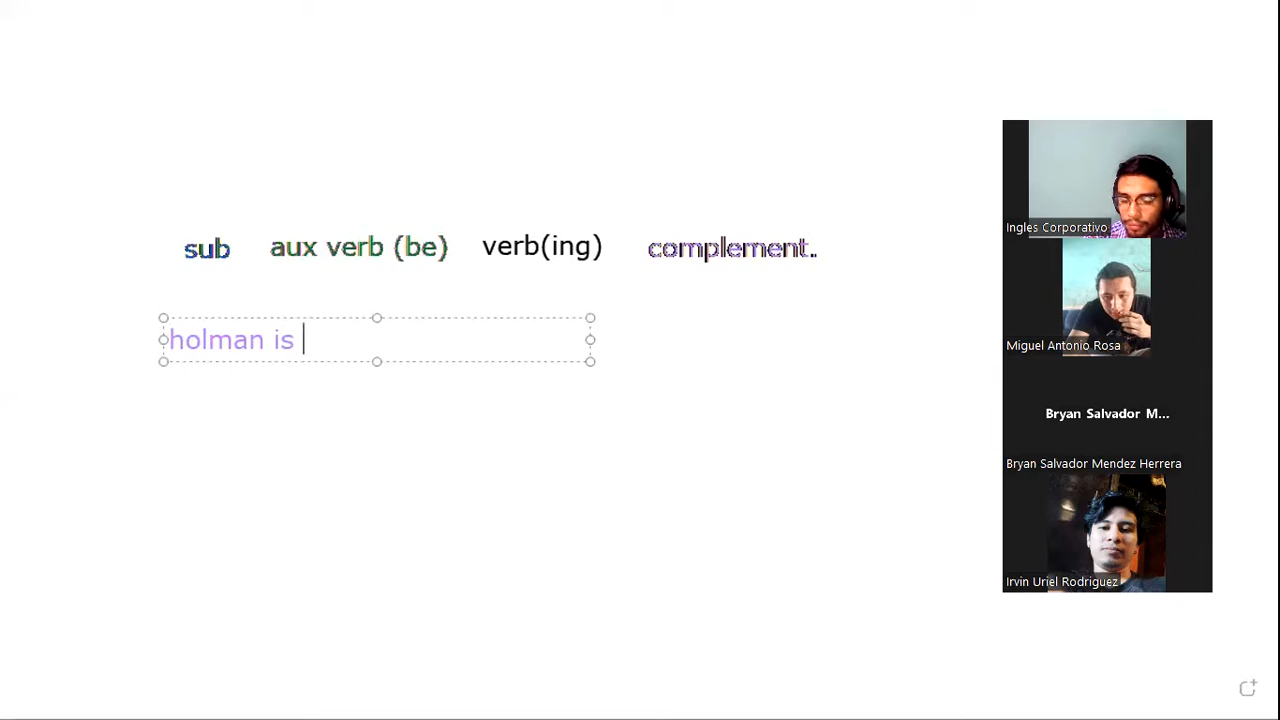 sub aux verb (be) verb(ing) complement.
holman is
Ingles Corporativo
Miguel Antonio Rosa
Bryan Salvador M...
Bryan Salvador Mendez Herrera
Irvin Uriel Rodriguez